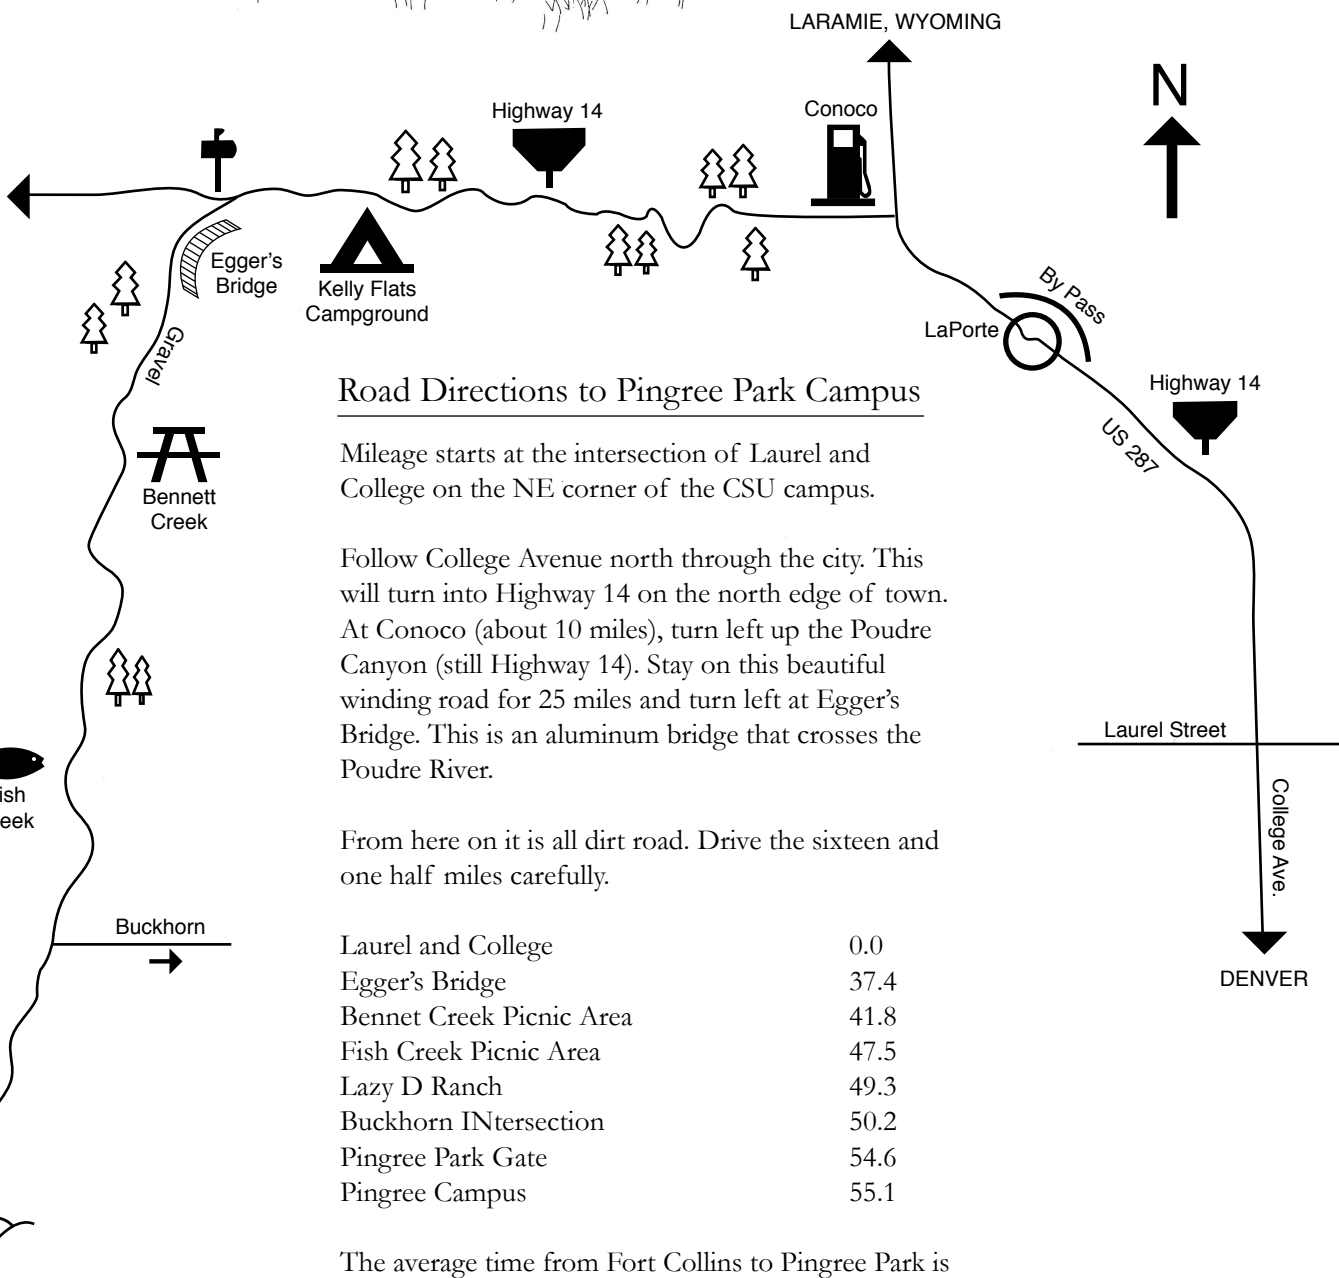 LARAMIE, WYOMING
N
Highway 14
Conoco
Egger's
Bridge
Kelly Flats
Campground
By Pass
LaPorte
Gravel
Highway 14
US 287
Bennett
Creek
Road Directions to Pingree Park Campus
Mileage starts at the intersection of Laurel and
College on the NE corner of the CSU campus.
Follow College Avenue north through the city. This
will turn into Highway 14 on the north edge of town.
At Conoco (about 10 miles), turn left up the Poudre
Canyon (still Highway 14). Stay on this beautiful
winding road for 25 miles and turn left at Egger's
Bridge. This is an aluminum bridge that crosses the
Poudre River.
Laurel Street
College Ave.
ish
eek
From here on it is all dirt road. Drive the sixteen and
one half miles carefully.
Buckhorn
DENVER
Laurel and College 0.0
Egger's Bridge 37.4
Bennet Creek Picnic Area 41.8
Fish Creek Picnic Area 47.5
Lazy D Ranch 49.3
Buckhorn INtersection 50.2
Pingree Park Gate 54.6
Pingree Campus 55.1
The average time from Fort Collins to Pingree Park is